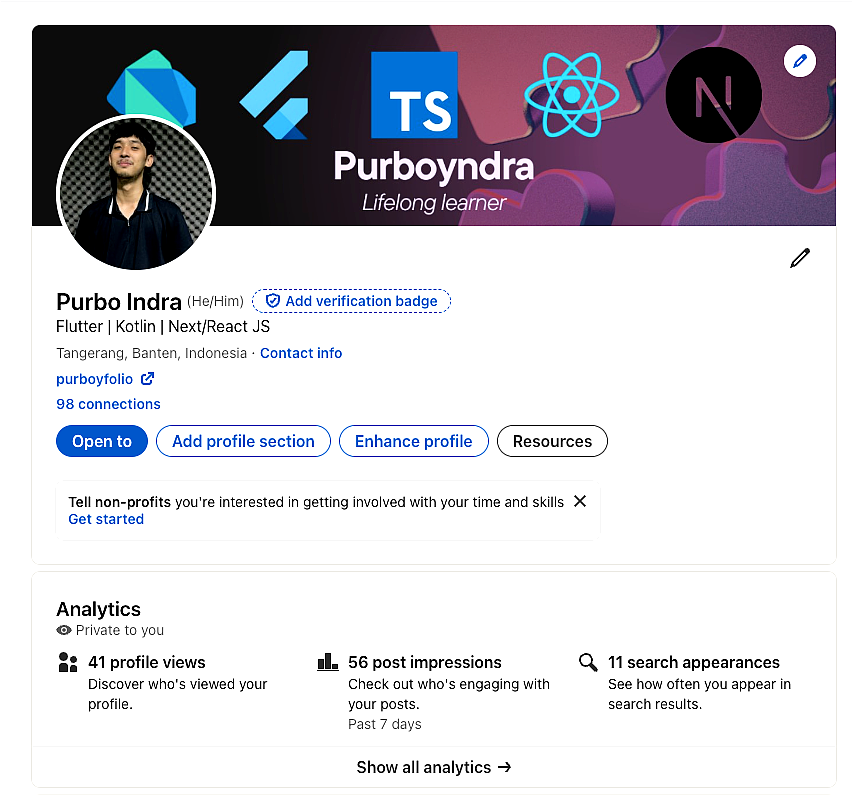 TS
N
Purboyndra
Lifelong learner
Purbo Indra (He/Him) Add verification badge
Flutter | Kotlin | Next/React JS
Tangerang, Banten, Indonesia · Contact info
purboyfolio
98 connections
Open to Add profile section Enhance profile Resources
Tell non-profits you're interested in getting involved with your time and skills
Get started
Analytics
Private to you
41 profile views
Discover who's viewed your
profile.
56 post impressions
Check out who's engaging with
your posts.
Past 7 days
11 search appearances
See how often you appear in
search results.
Show all analytics →